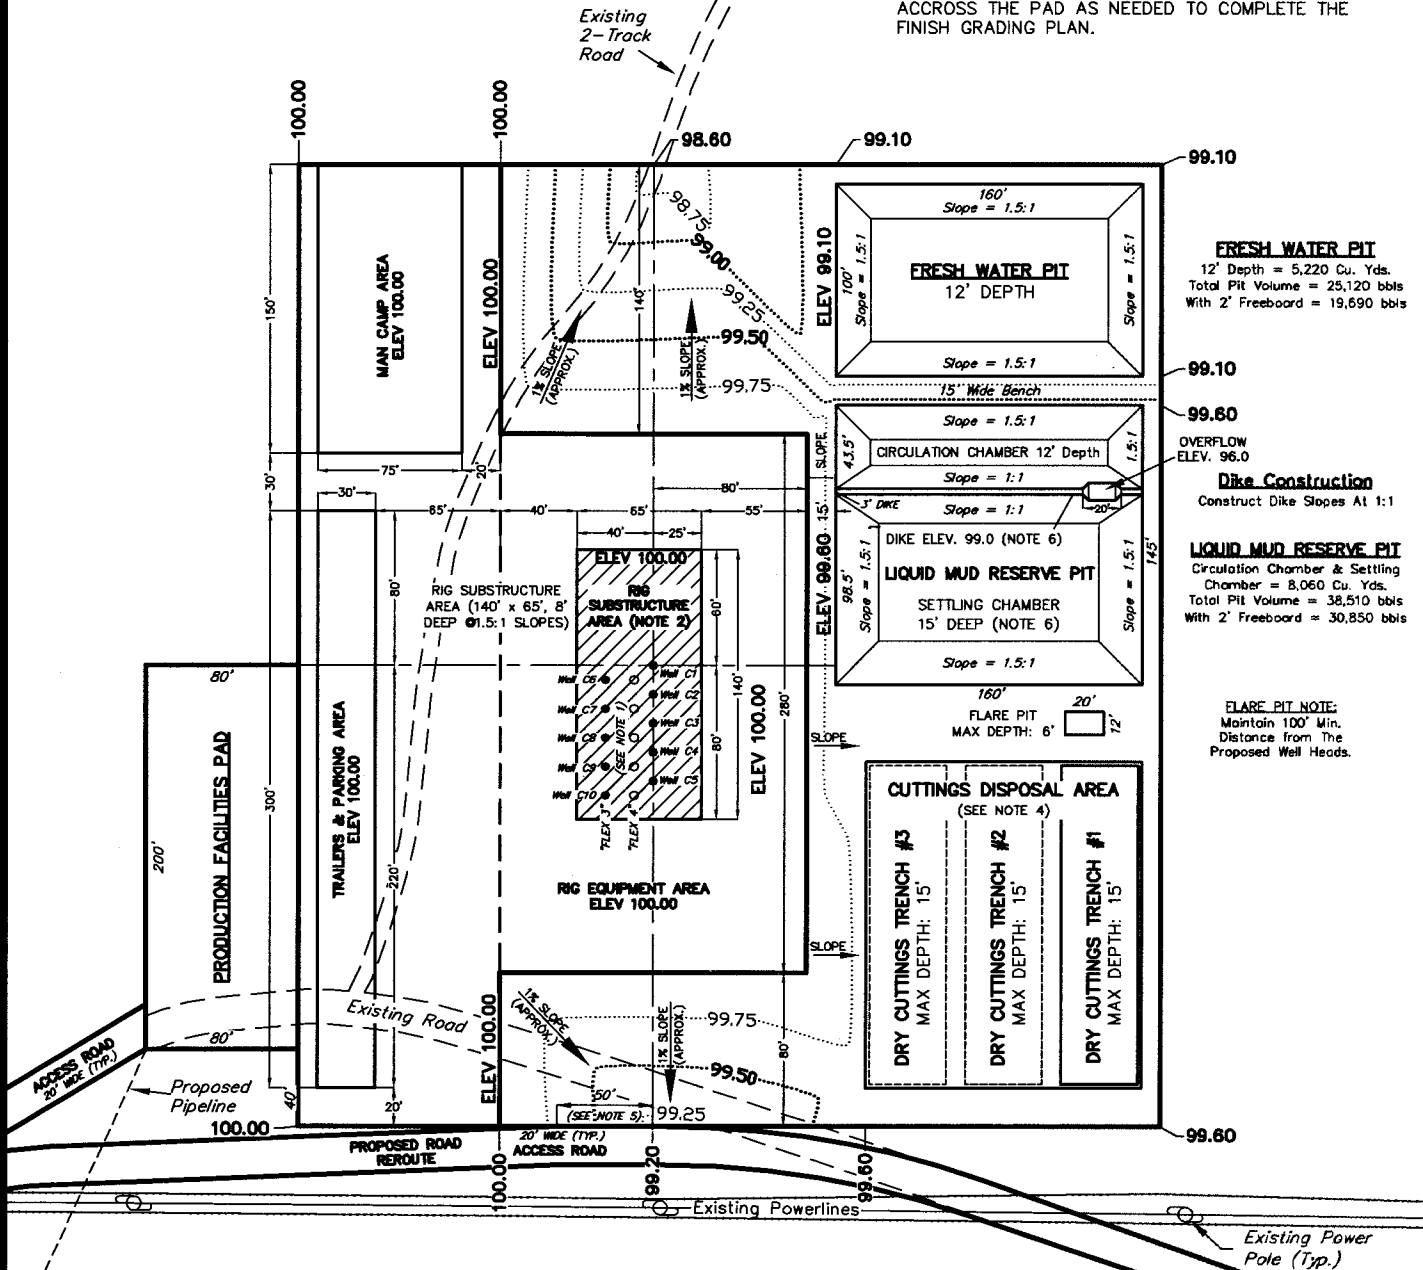 ACCROSS THE PAD AS NEEDED TO COMPLETE THE
FINISH GRADING PLAN.
Existing
2-Track
Road
100.00
100.00
98.60
99.10
99.10
160'
Slope = 1.5:1
FRESH WATER PIT
12' DEPTH
100'
Slope = 1.5:1
Slope = 1.5:1
Slope = 1.5:1
ELEV 99.10
FRESH WATER PIT
12' Depth = 5,220 Cu. Yds.
Total Pit Volume = 25,120 bbls
With 2' Freeboard = 19,690 bbls
98.75
99.00
99.25
99.50
99.75
140'
1% SLOPE
(APPROX.)
1% SLOPE
(APPROX.)
MAN CAMP AREA
ELEV 100.00
ELEV 100.00
150'
75'
20'
30'
30'
99.10
15' Wide Bench
99.60
Slope = 1.5:1
CIRCULATION CHAMBER 12' Depth
Slope = 1:1
43.5'
1.5:1
SLOPE
OVERFLOW
ELEV. 96.0
Dike Construction
Construct Dike Slopes At 1:1
3' DIKE
Slope = 1:1
20'
DIKE ELEV. 99.0 (NOTE 6)
LIQUID MUD RESERVE PIT
SETTLING CHAMBER
15' DEEP (NOTE 6)
98.5'
Slope = 1.5:1
Slope = 1.5:1
145'
Slope = 1.5:1
160'
LIQUID MUD RESERVE PIT
Circulation Chamber & Settling
Chamber = 8,060 Cu. Yds.
Total Pit Volume = 38,510 bbls
With 2' Freeboard = 30,850 bbls
80'
65'
40'
65'
55'
15'
40'
25'
ELEV 99.60
ELEV 100.00
RIG
SUBSTRUCTURE
AREA (NOTE 2)
RIG SUBSTRUCTURE
AREA (140' x 65', 8'
DEEP @1.5:1 SLOPES)
80'
60'
140'
80'
280'
ELEV 100.00
Well C6
Well C7
Well C8
Well C9
Well C10
Well C1
Well C2
Well C3
Well C4
Well C5
(SEE NOTE 1)
"FLEX 3"
"FLEX 4"
RIG EQUIPMENT AREA
ELEV 100.00
FLARE PIT
MAX DEPTH: 6'
20'
12'
FLARE PIT NOTE:
Maintain 100' Min.
Distance from The
Proposed Well Heads.
SLOPE
SLOPE
CUTTINGS DISPOSAL AREA
(SEE NOTE 4)
DRY CUTTINGS TRENCH #3
MAX DEPTH: 15'
DRY CUTTINGS TRENCH #2
MAX DEPTH: 15'
DRY CUTTINGS TRENCH #1
MAX DEPTH: 15'
80'
PRODUCTION FACILITIES PAD
200'
80'
300'
TRAILERS & PARKING AREA
ELEV 100.00
220'
Existing Road
ELEV 100.00
1% SLOPE
(APPROX.)
1% SLOPE
(APPROX.)
99.75
99.50
99.25
50'
(SEE NOTE 5)
80'
ACCESS ROAD
20' WIDE (TYP.)
Proposed
Pipeline
40'
20'
100.00
PROPOSED ROAD
REROUTE
20' WIDE (TYP.)
ACCESS ROAD
100.00
99.20
99.60
99.60
Existing Powerlines
Existing Power
Pole (Typ.)